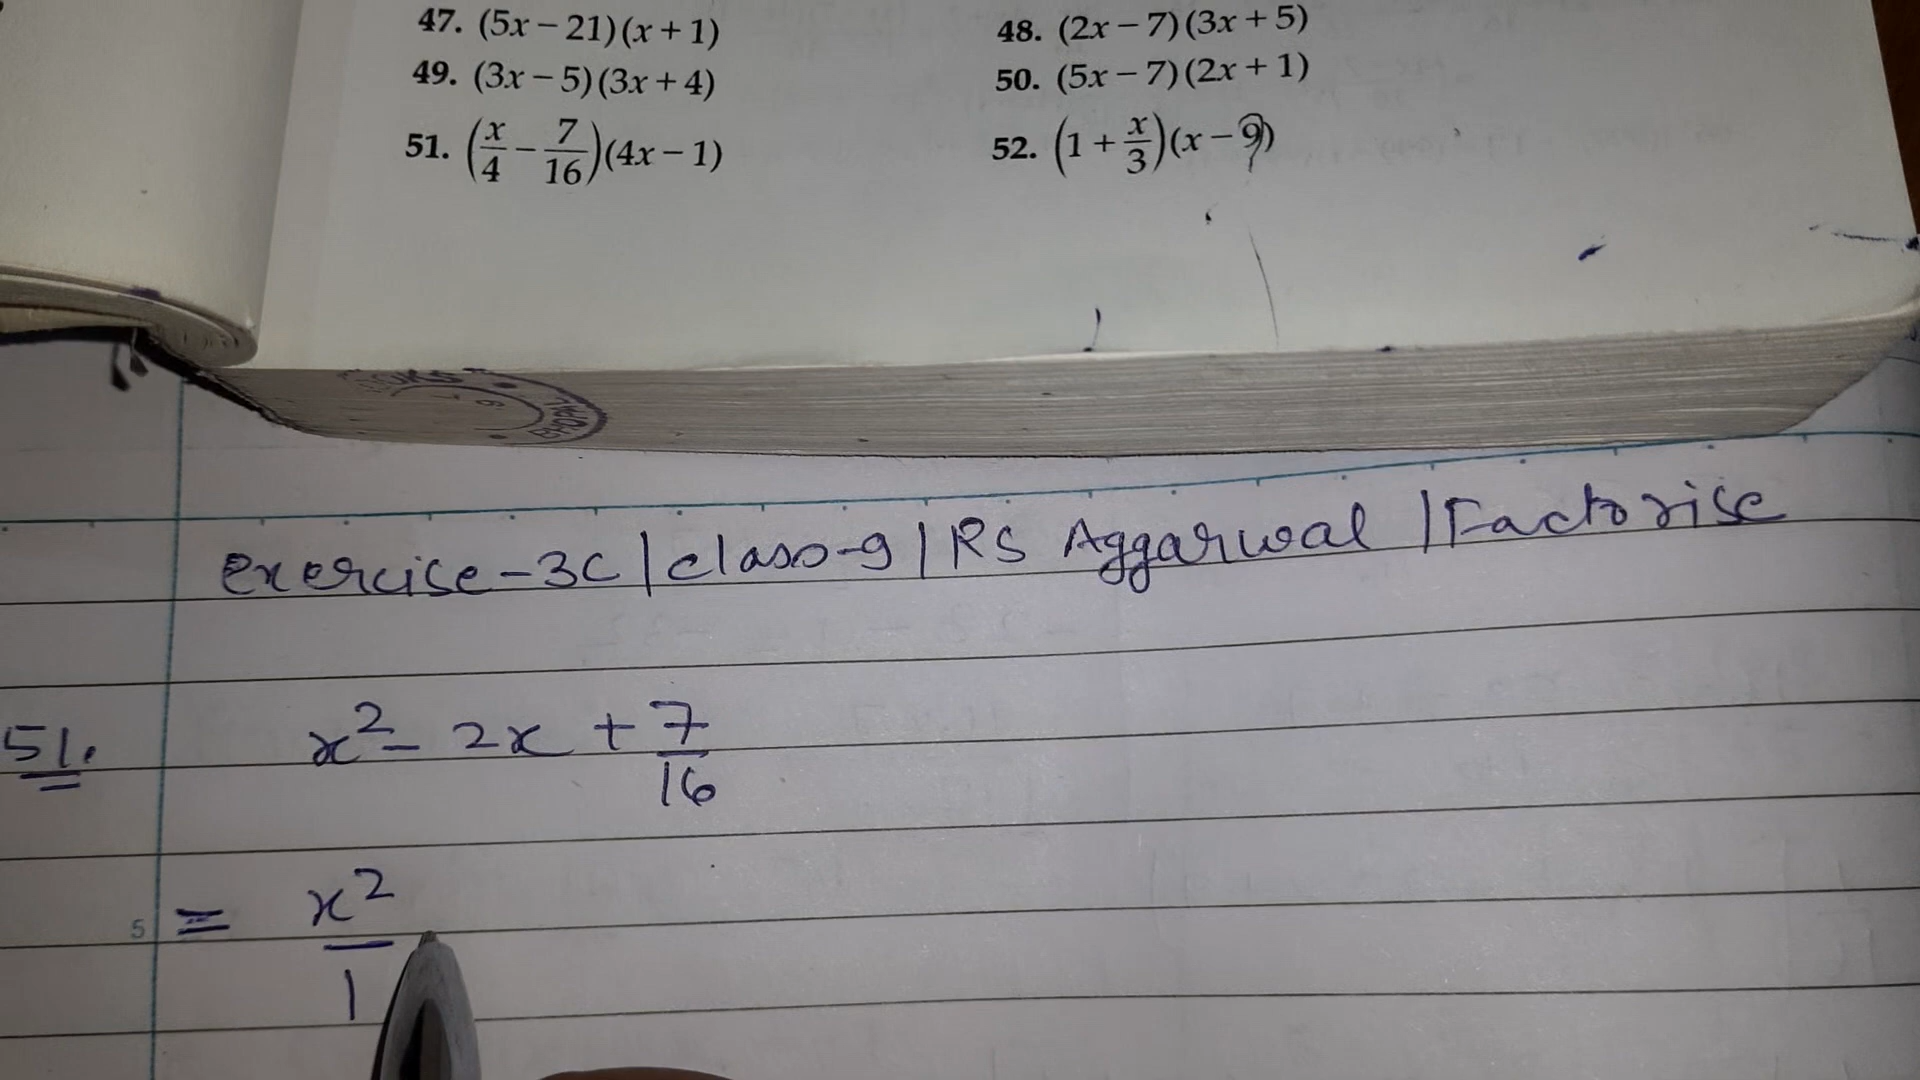 47. (5x – 21)(x + 1)
48. (2x – 7)(3x + 5)
49. (3x – 5)(3x + 4)
50. (5x – 7)(2x + 1)
51. (x/4 – 7/16)(4x – 1)
52. (1 + x/3)(x – 9)
BHOPAL
Exercise-3C | class-9 | RS Aggarwal | Factorise
51. x² - 2x + 7/16
5
= x²/1